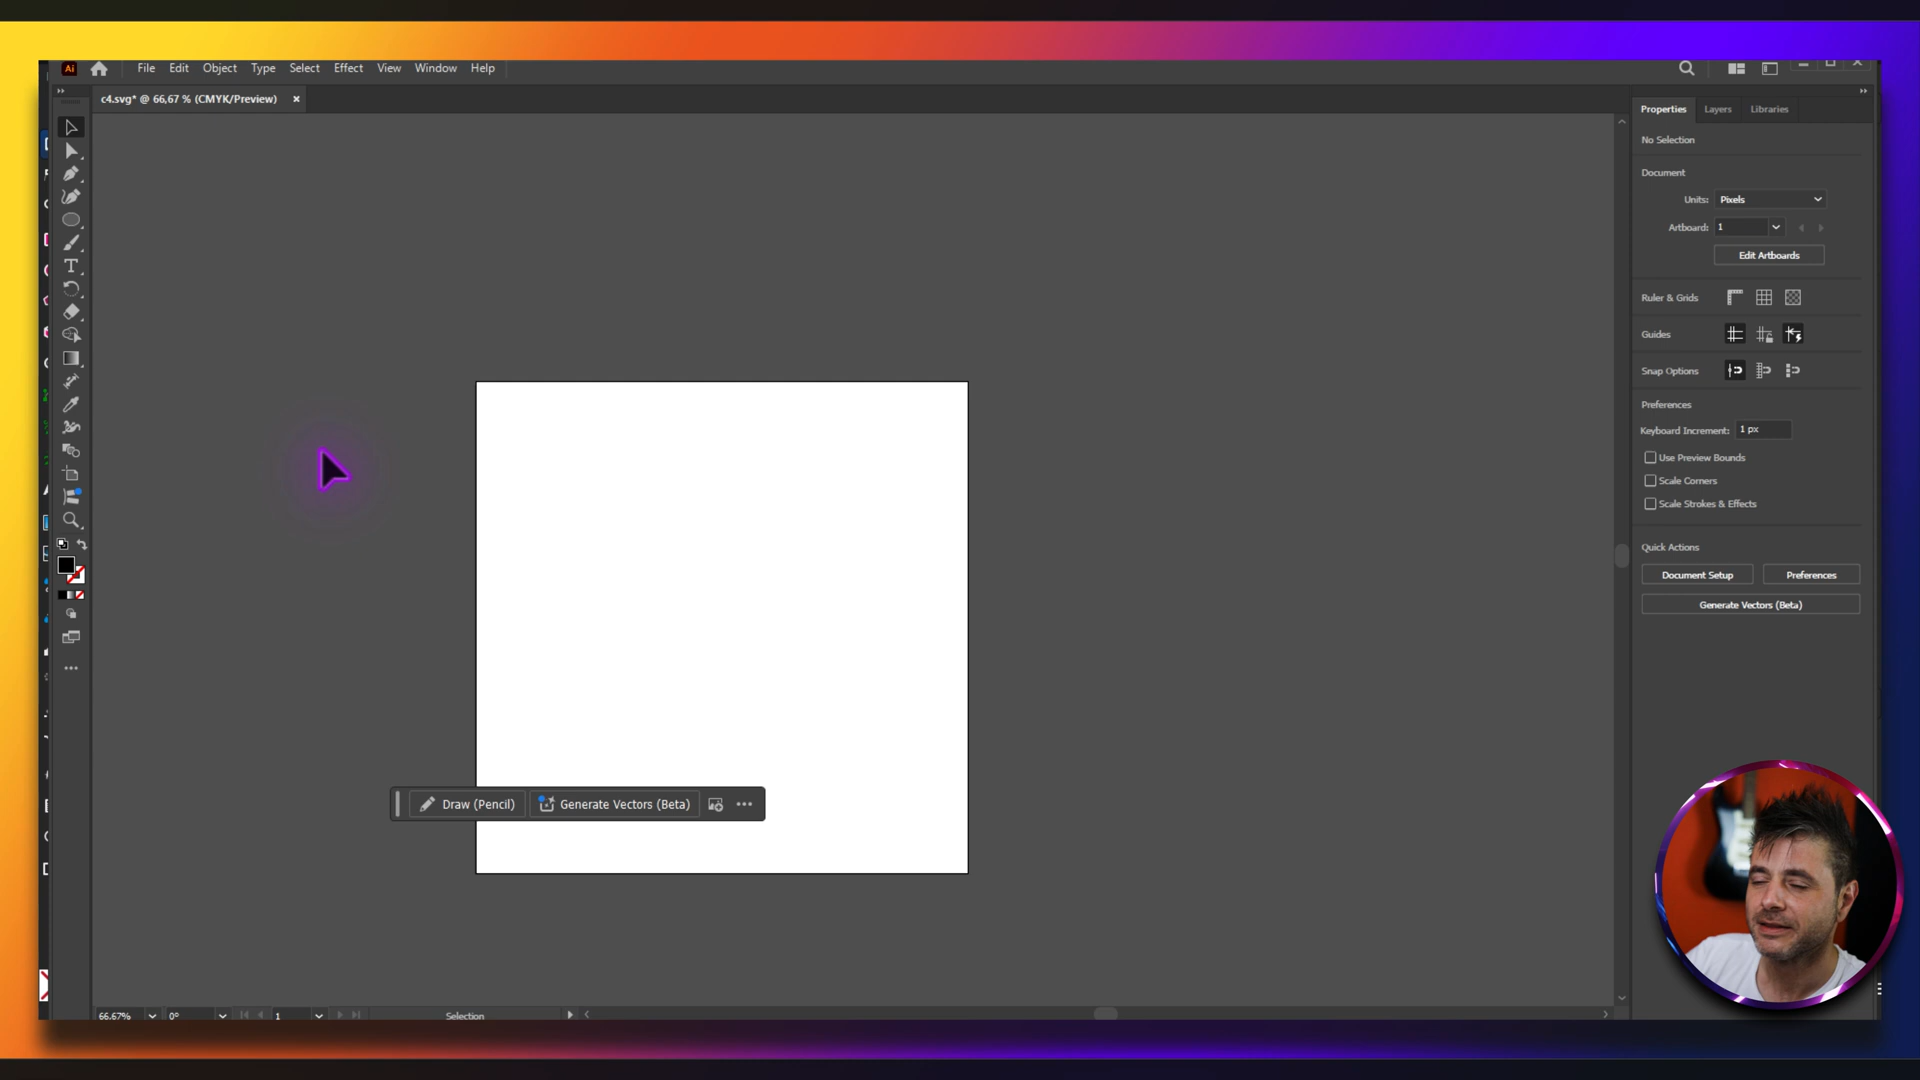 Ai File Edit Object Type Select Effect View Window Help
c4.svg* @ 66,67 % (CMYK/Preview)
Properties Layers Libraries
No Selection
Document
Units: Pixels
Artboard: 1
Edit Artboards
Ruler & Grids
Guides
Snap Options
Preferences
Keyboard Increment: 1 px
Use Preview Bounds
Scale Corners
Scale Strokes & Effects
Quick Actions
Document Setup Preferences
Generate Vectors (Beta)
Draw (Pencil) Generate Vectors (Beta)
66,67% 0° 1 Selection